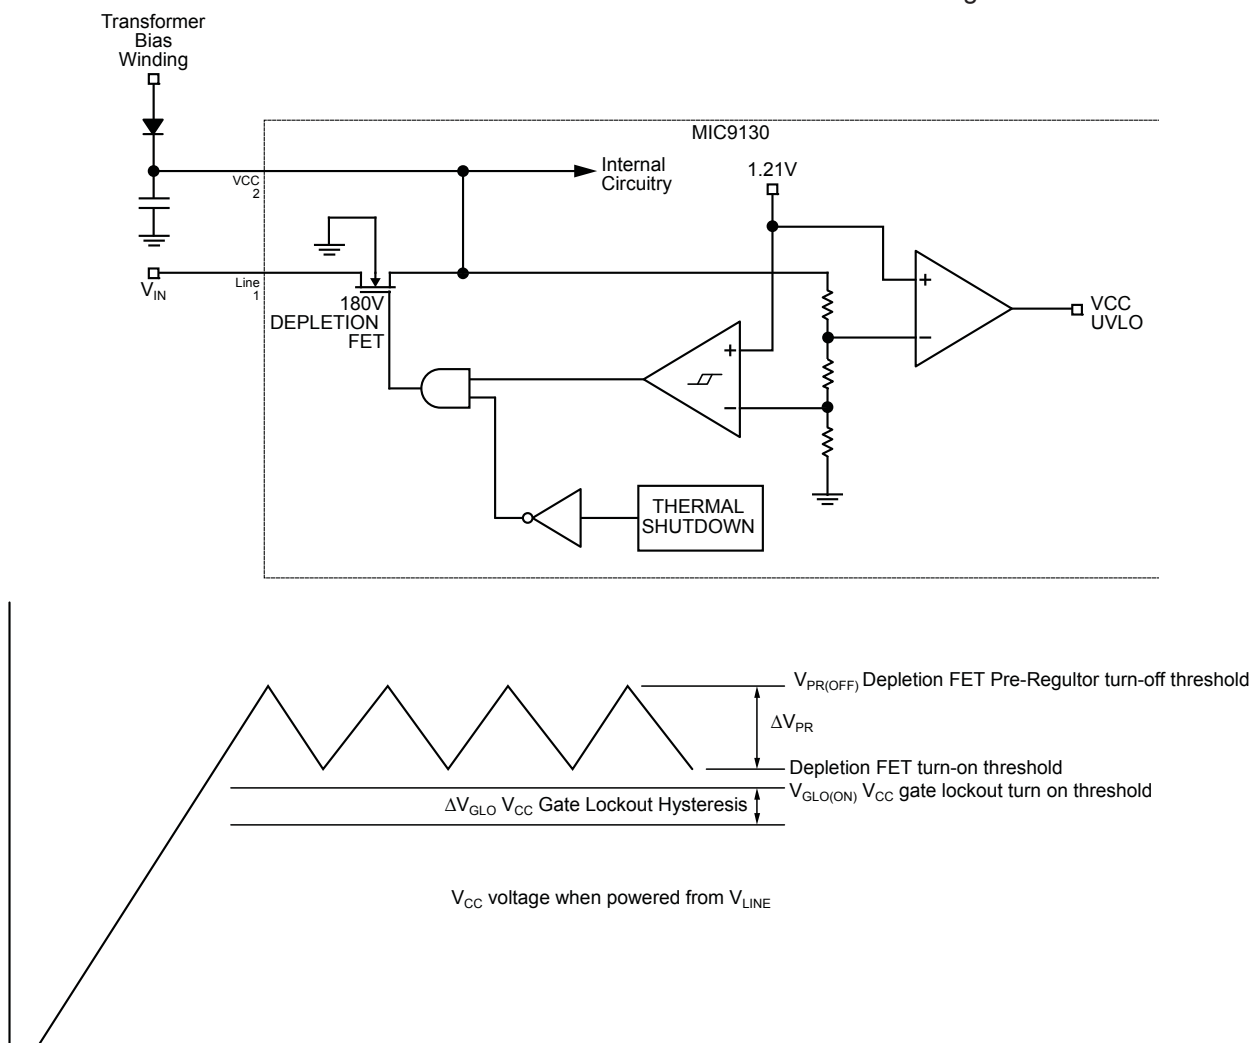 Transformer
Bias
Winding
MIC9130
VCC
2
Internal
Circuitry
1.21V
VIN
Line
1
180V
DEPLETION
FET
+
−
+
−
VCC
UVLO
THERMAL
SHUTDOWN
VPR(OFF) Depletion FET Pre-Regultor turn-off threshold
ΔVPR
Depletion FET turn-on threshold
VGLO(ON) VCC gate lockout turn on threshold
ΔVGLO VCC Gate Lockout Hysteresis
VCC voltage when powered from VLINE